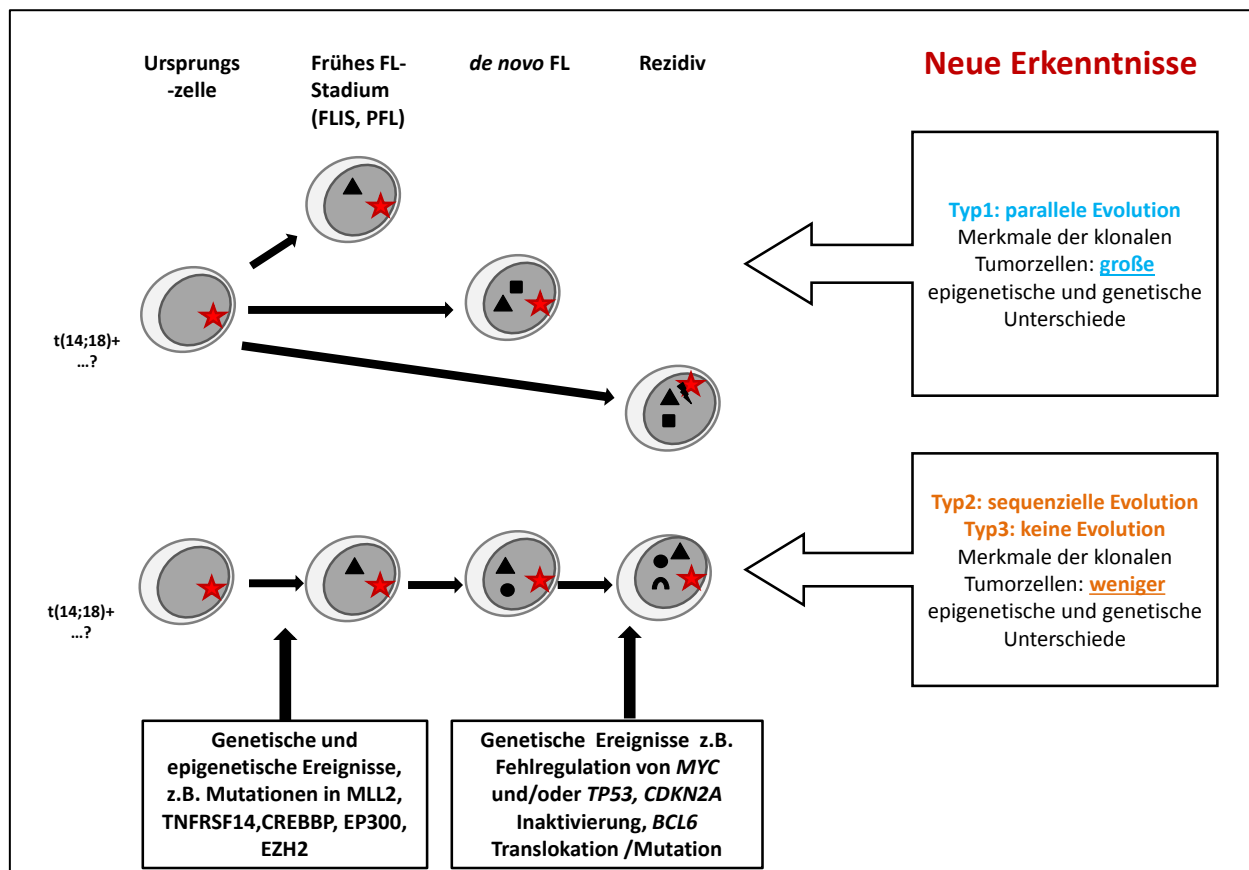 Ursprungs
-zelle
Frühes FL-
Stadium
(FLIS, PFL)
de novo FL
Rezidiv
Neue Erkenntnisse
t(14;18)+
...?
Typ1: parallele Evolution
Merkmale der klonalen
Tumorzellen: große
epigenetische und genetische
Unterschiede
t(14;18)+
...?
Typ2: sequenzielle Evolution
Typ3: keine Evolution
Merkmale der klonalen
Tumorzellen: weniger
epigenetische und genetische
Unterschiede
Genetische und
epigenetische Ereignisse,
z.B. Mutationen in MLL2,
TNFRSF14,CREBBP, EP300,
EZH2
Genetische Ereignisse z.B.
Fehlregulation von MYC
und/oder TP53, CDKN2A
Inaktivierung, BCL6
Translokation /Mutation